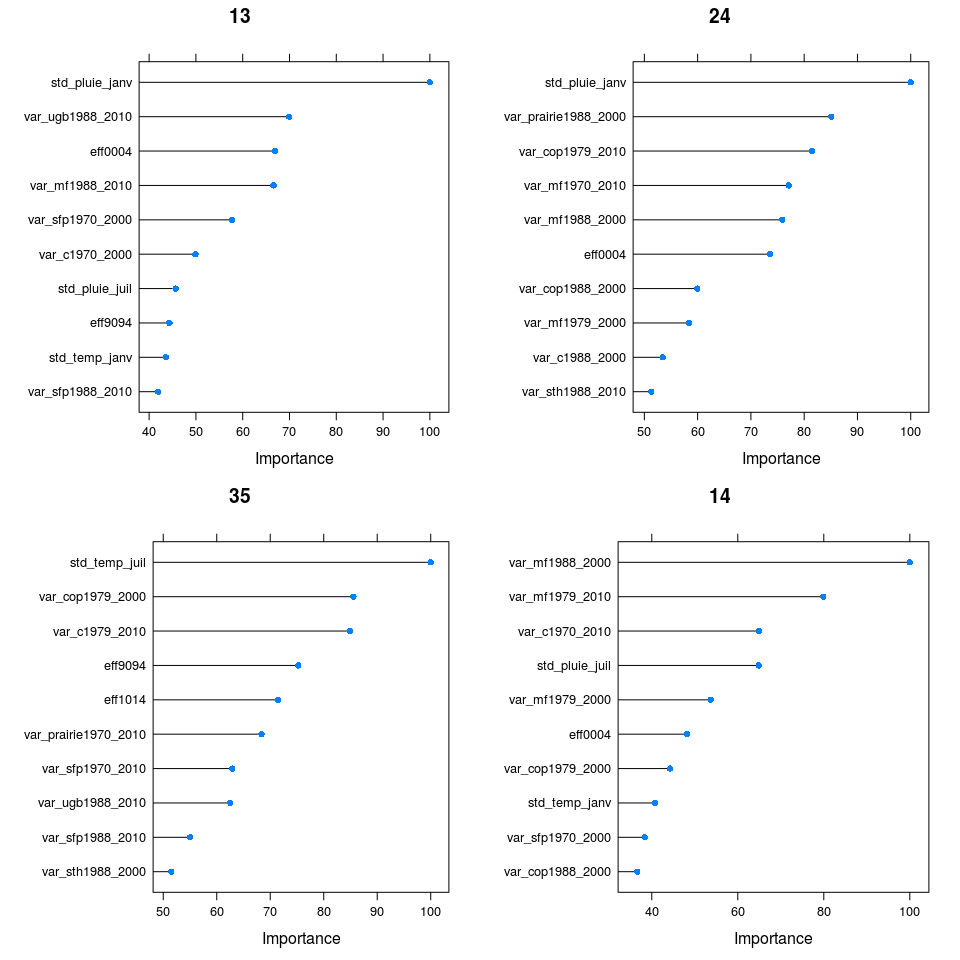 13
std_pluie_janv
var_ugb1988_2010
eff0004
var_mf1988_2010
var_sfp1970_2000
var_c1970_2000
std_pluie_juil
eff9094
std_temp_janv
var_sfp1988_2010
40 50 60 70 80 90 100
Importance
24
std_pluie_janv
var_prairie1988_2000
var_cop1979_2010
var_mf1970_2010
var_mf1988_2000
eff0004
var_cop1988_2000
var_mf1979_2000
var_c1988_2000
var_sth1988_2010
50 60 70 80 90 100
Importance
35
std_temp_juil
var_cop1979_2000
var_c1979_2010
eff9094
eff1014
var_prairie1970_2010
var_sfp1970_2010
var_ugb1988_2010
var_sfp1988_2010
var_sth1988_2000
50 60 70 80 90 100
Importance
14
var_mf1988_2000
var_mf1979_2010
var_c1970_2010
std_pluie_juil
var_mf1979_2000
eff0004
var_cop1979_2000
std_temp_janv
var_sfp1970_2000
var_cop1988_2000
40 60 80 100
Importance